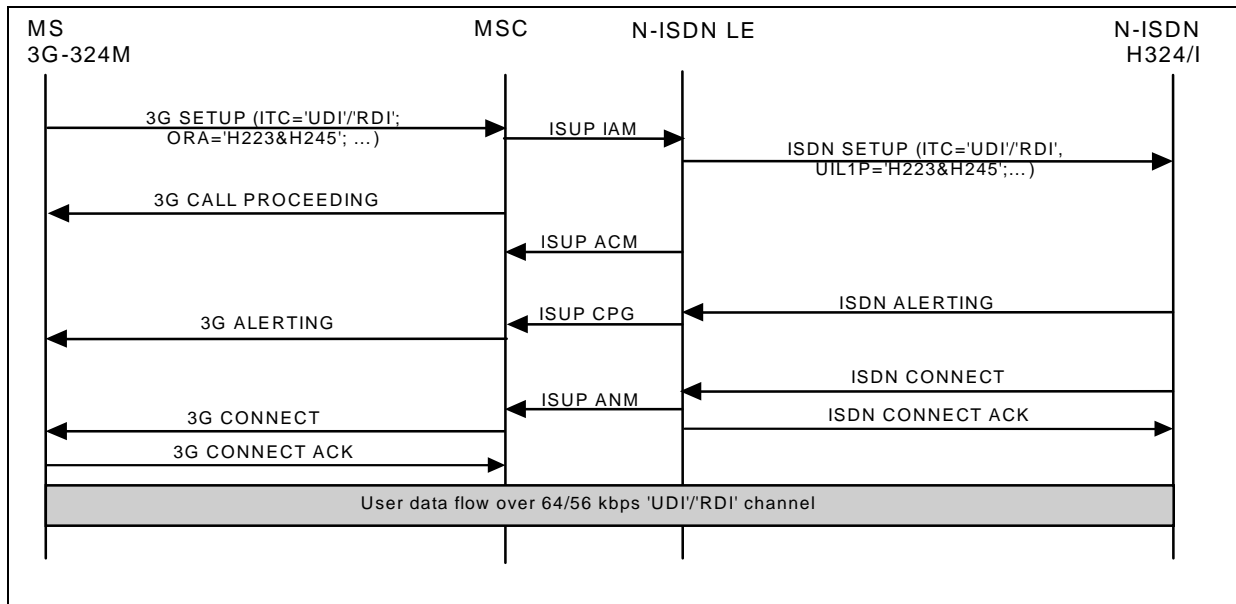 MS
3G-324M
MSC
N-ISDN LE
N-ISDN
H324/I
3G SETUP (ITC='UDI'/'RDI';
ORA='H223&H245'; ...)
ISUP IAM
ISDN SETUP (ITC='UDI'/'RDI',
UIL1P='H223&H245';...)
3G CALL PROCEEDING
ISUP ACM
ISDN ALERTING
ISUP CPG
3G ALERTING
ISDN CONNECT
ISUP ANM
3G CONNECT
ISDN CONNECT ACK
3G CONNECT ACK
User data flow over 64/56 kbps 'UDI'/'RDI' channel